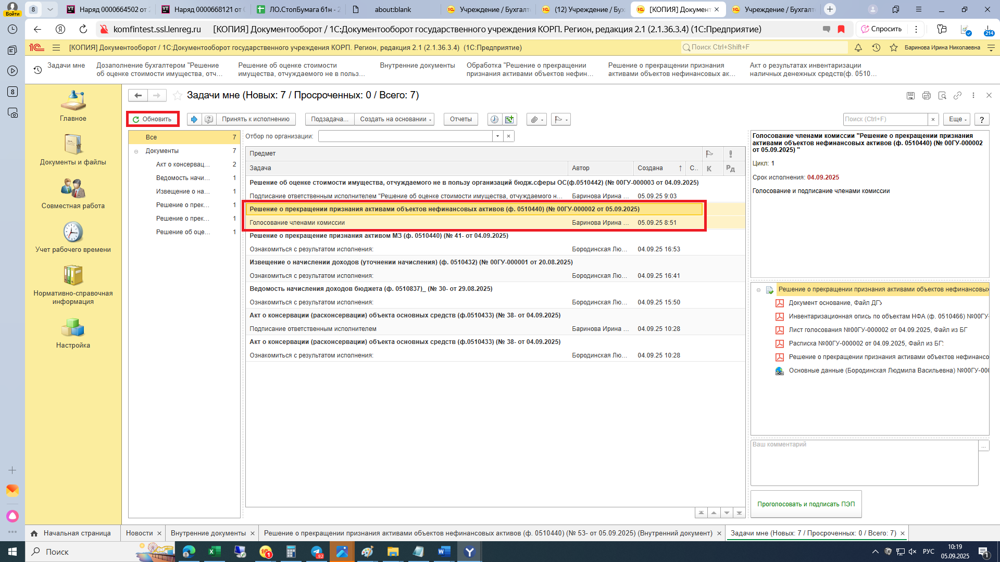 Войти
8
Наряд 0000664502 от 2
Наряд 0000668121 от 0
ЛО.СтопБумага 61н - 2
about:blank
Учреждение / Бухгалт
(12) Учреждение / Бух
[КОПИЯ] Документ
Учреждение / Бухгалт
komfintest.ssl.lenreg.ru
[КОПИЯ] Документооборот / 1С:Документооборот государственного учреждения КОРП. Регион, редакция 2.1 (2.1.36.3.4) (1С:Предприятие)
Спросить
214
[КОПИЯ] Документооборот / 1С:Документооборот государственного учреждения КОРП. Регион, редакция 2.1 (2.1.36.3.4) (1С:Предприятие)
Поиск Ctrl+Shift+F
Баринова Ирина Николаевна
Задачи мне
Дозаполнение бухгалтером "Решение об оценке стоимости имущества, отч...
Решение об оценке стоимости имущества, отчуждаемого не в польз...
Внутренние документы
Обработка "Решение о прекращении признания активами объектов нефин...
Решение о прекращении признания активами объектов нефинансовых ак...
Акт о результатах инвентаризации наличных денежных средств(ф. 0510...
8
Главное
Документы и файлы
Совместная работа
Учет рабочего времени
Нормативно-справочная
информация
Настройка
Задачи мне (Новых: 7 / Просроченных: 0 / Всего: 7)
Обновить
Принять к исполнению
Подзадача...
Создать на основании
Отчеты
Поиск (Ctrl+F)
×
Еще
?
Все 7
Документы 7
Акт о консервац... 2
Ведомость начи... 1
Извещение о на... 1
Решение о прек... 1
Решение о прек... 1
Решение об оце... 1
Отбор по организации:
Предмет
Задача Автор Создана ↑ С.. К Рд
Решение об оценке стоимости имущества, отчуждаемого не в пользу организаций бюдж.сферы ОС(ф.0510442) (№ 00ГУ-000003 от 04.09.2025)
Подписание ответственным исполнителем "Решение об оценке стоимости имущества, отчуждаемого н... Баринова Ирина ... 05.09.25 9:03
Решение о прекращении признания активами объектов нефинансовых активов (ф. 0510440) (№ 00ГУ-000002 от 05.09.2025)
Голосование членами комиссии Баринова Ирина ... 05.09.25 8:51
Решение о прекращение признания активом МЗ (ф. 0510440) (№ 41- от 04.09.2025)
Ознакомиться с результатом исполнения: Бородинская Лю... 04.09.25 16:53
Извещение о начислении доходов (уточнении начисления) (ф. 0510432) (№ 00ГУ-000001 от 20.08.2025)
Ознакомиться с результатом исполнения: Бородинская Лю... 04.09.25 16:41
Ведомость начисления доходов бюджета (ф. 0510837)_ (№ 30- от 29.08.2025)
Ознакомиться с результатом исполнения: Бородинская Лю... 04.09.25 15:50
Акт о консервации (расконсервации) объекта основных средств (ф.0510433) (№ 38- от 04.09.2025)
Подписание ответственным исполнителем Баринова Ирина ... 04.09.25 10:28
Акт о консервации (расконсервации) объекта основных средств (ф.0510433) (№ 38- от 04.09.2025)
Ознакомиться с результатом исполнения: Бородинская Лю... 04.09.25 10:28
Голосование членами комиссии "Решение о прекращении признания
активами объектов нефинансовых активов (ф. 0510440) (№ 00ГУ-000002
от 05.09.2025) "
Цикл: 1
Срок исполнения: 04.09.2025
Голосование и подписание членами комиссии
Решение о прекращении признания активами объектов нефинансовых
Документ основание, Файл ДГУ
Инвентаризационная опись по объектам НФА (ф. 0510466) №00ГУ-
Лист голосования №00ГУ-000002 от 04.09.2025, Файл из БГ
Расписка №00ГУ-000002 от 04.09.2025, Файл из БГ
Решение о прекращении признания активами объектов нефинансо
Основные данные (Бородинская Людмила Васильевна) №00ГУ-000
Ваш комментарий
...
Проголосовать и подписать ПЭП
Начальная страница
Новости ×
Внутренние документы ×
Решение о прекращении признания активами объектов нефинансовых активов (ф. 0510440) (№ 53- от 05.09.2025) (Внутренний документ) ×
Задачи мне (Новых: 7 / Просроченных: 0 / Всего: 7) ×
Поиск
1
92
РУС
10:19
05.09.2025
1